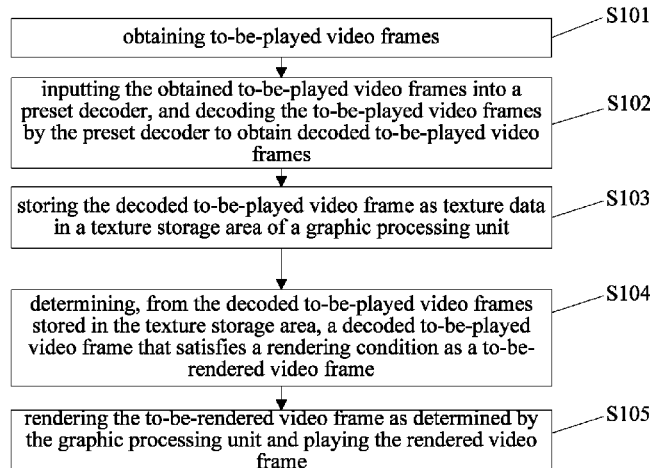 S101
obtaining to-be-played video frames
inputting the obtained to-be-played video frames into a
preset decoder, and decoding the to-be-played video frames
by the preset decoder to obtain decoded to-be-played video
frames
S102
storing the decoded to-be-played video frame as texture data
in a texture storage area of a graphic processing unit
S103
determining, from the decoded to-be-played video frames
stored in the texture storage area, a decoded to-be-played
video frame that satisfies a rendering condition as a to-be-
rendered video frame
S104
rendering the to-be-rendered video frame as determined by
the graphic processing unit and playing the rendered video
frame
S105